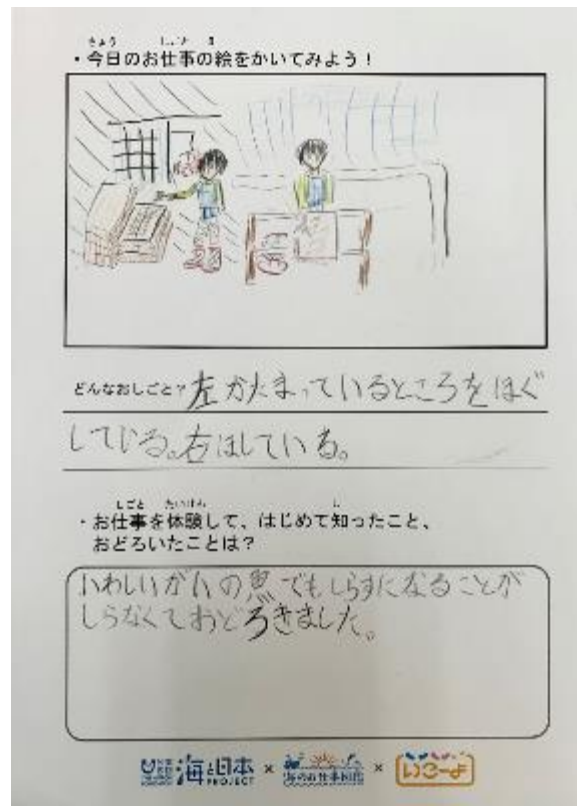 きょう しごと え
・今日のお仕事の絵をかいてみよう！
どんなおしごと？左かたまっているところをほぐ
している。右はしている。
しごと たいけん し
・お仕事を体験して、はじめて知ったこと、
おどろいたことは？
いわしいがいの魚でもしらすになることが
しらなくておどろきました。
海と日本 PROJECT × 海のお仕事図鑑 × いこーよ